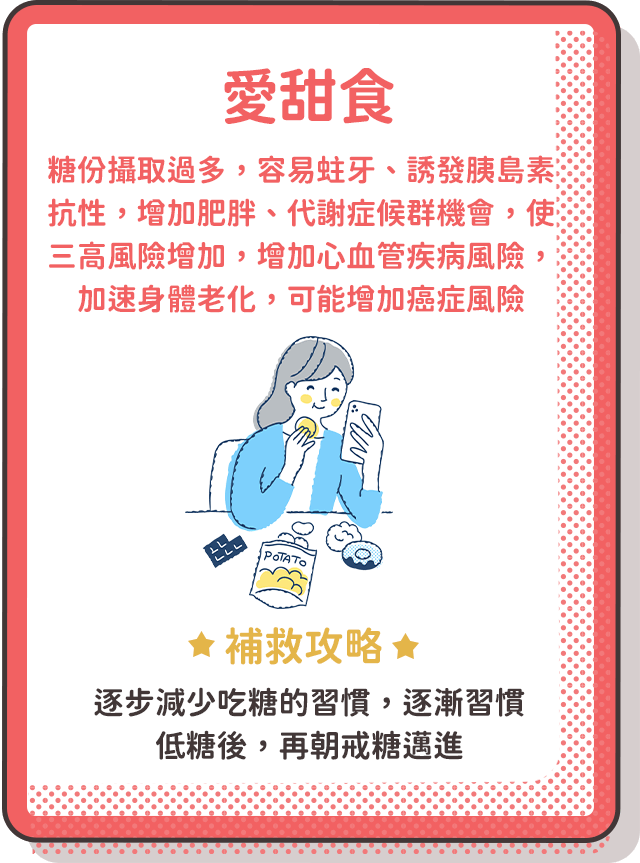 愛甜食
糖份攝取過多，容易蛀牙、誘發胰島素
抗性，增加肥胖、代謝症候群機會，使
三高風險增加，增加心血管疾病風險，
加速身體老化，可能增加癌症風險
POTATO
補救攻略
逐步減少吃糖的習慣，逐漸習慣
低糖後，再朝戒糖邁進